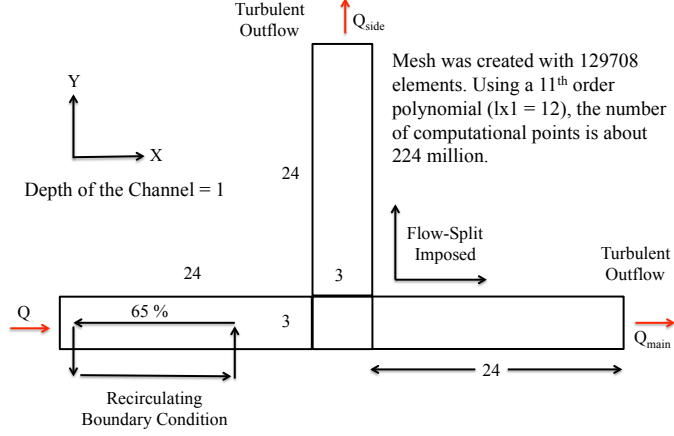 Turbulent
Outflow
Q_side
Mesh was created with 129708
elements. Using a 11th order
polynomial (lx1 = 12), the number
of computational points is about
224 million.
Y
X
Depth of the Channel = 1
24
Flow-Split
Imposed
Turbulent
Outflow
24
3
Q
65 %
3
Q_main
24
Recirculating
Boundary Condition